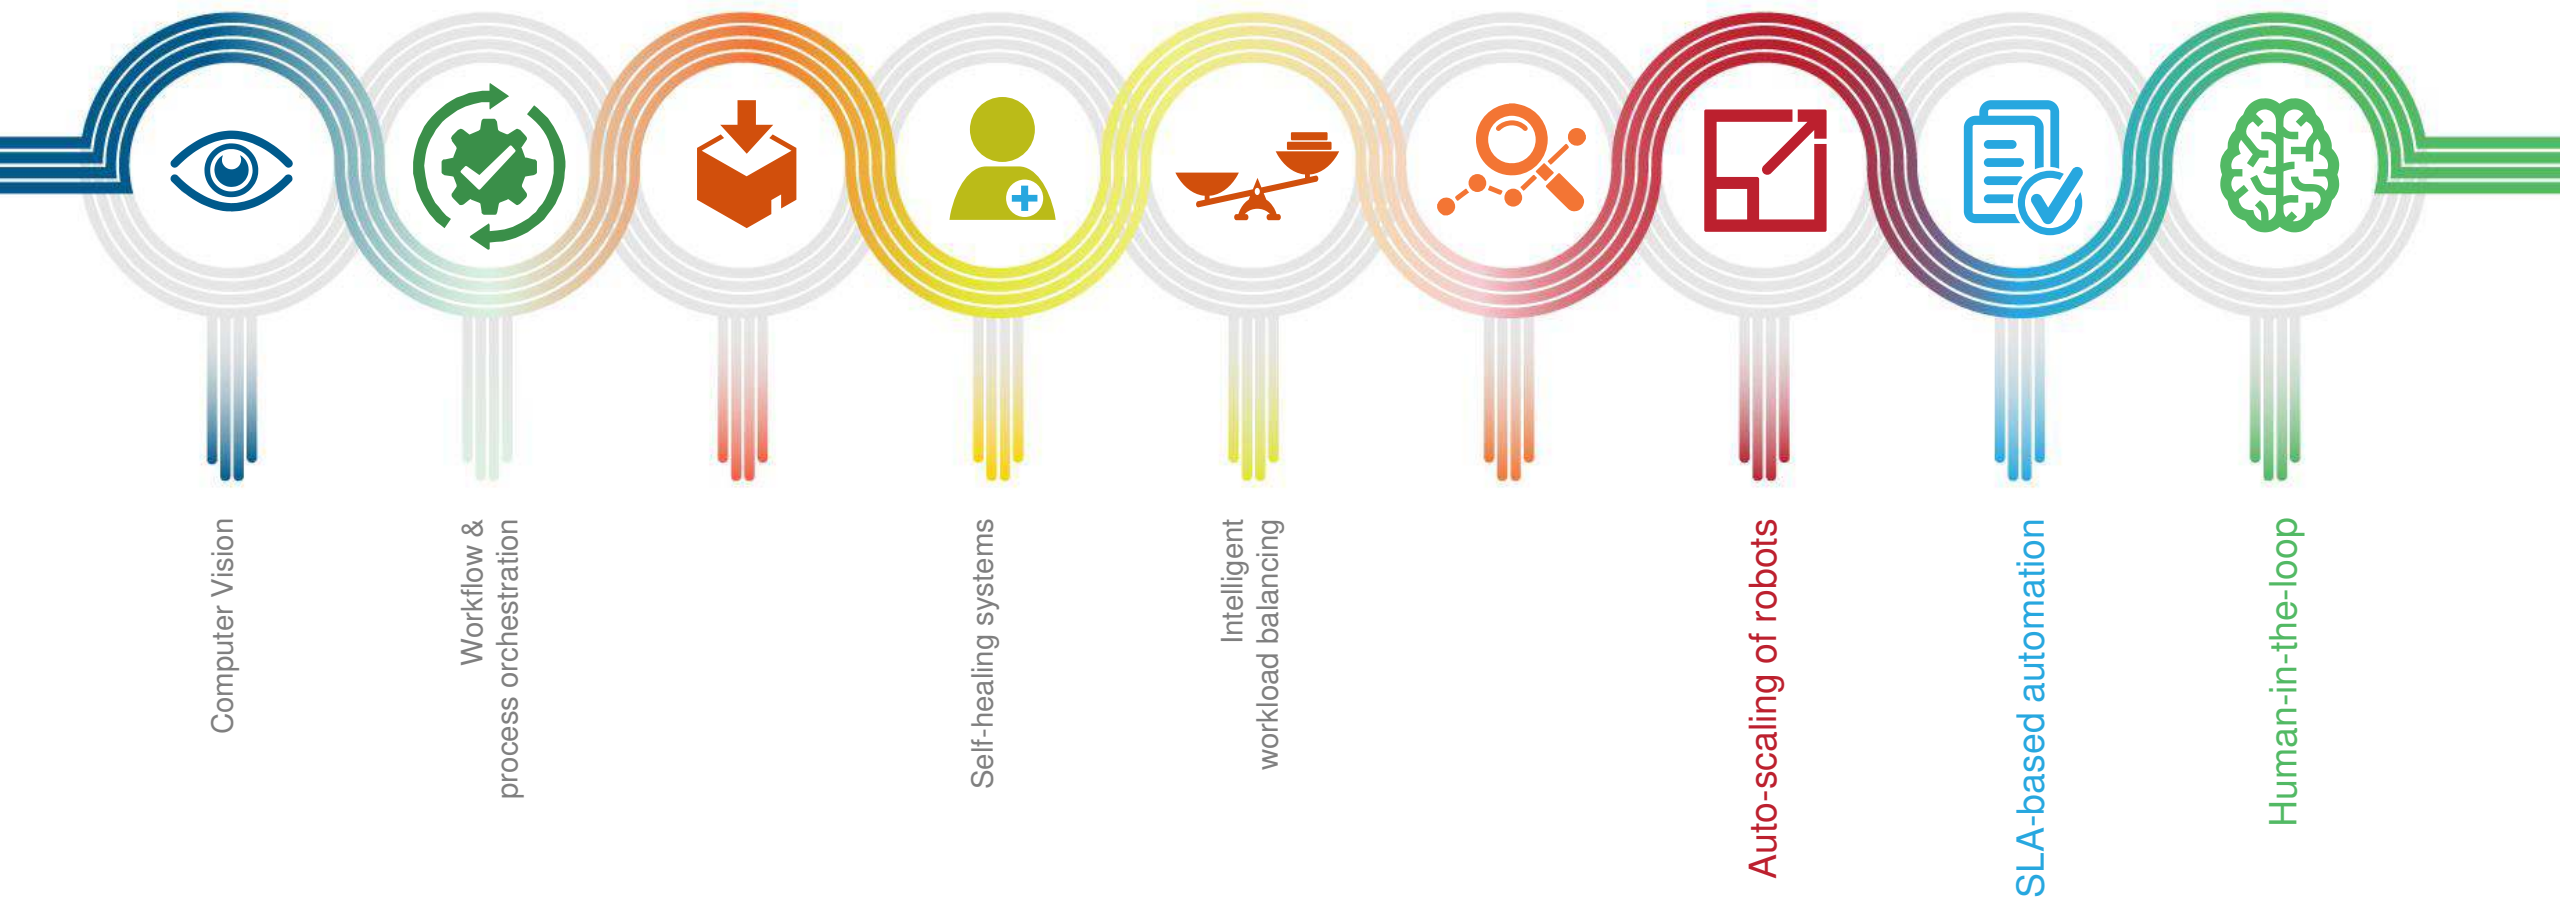 Computer Vision
Workflow &
process orchestration
Self-healing systems
Intelligent
workload balancing
Auto-scaling of robots
SLA-based automation
Human-in-the-loop